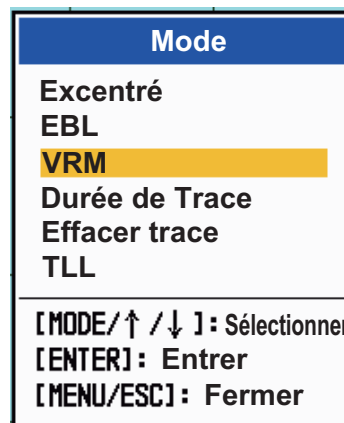 Mode
Excentré
EBL
VRM
Durée de Trace
Effacer trace
TLL
[MODE/↑ /↓ ]: Sélectionner
[ENTER]: Entrer
[MENU/ESC]: Fermer